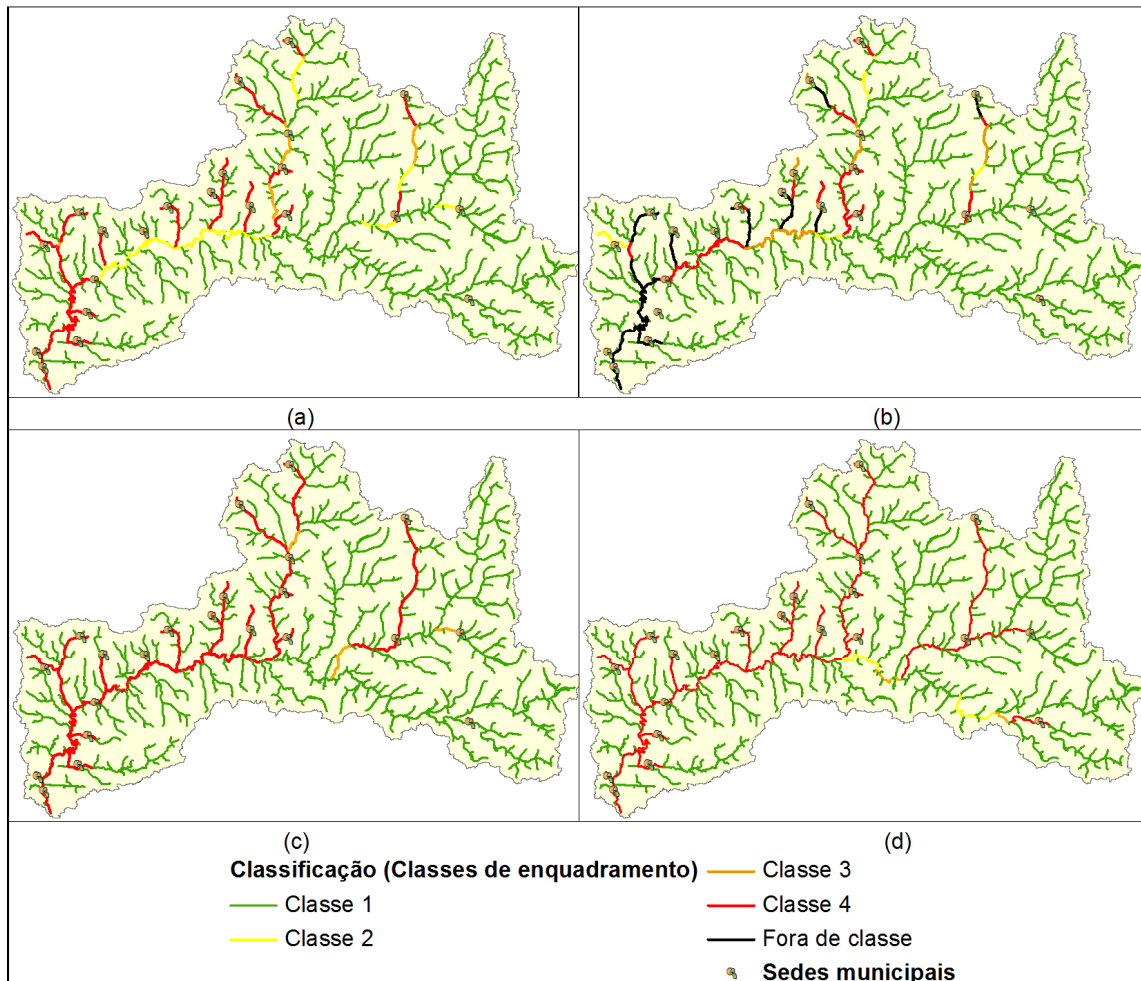 (a)
(b)
(c)
(d)
Classificação (Classes de enquadramento)
Classe 1
Classe 2
Classe 3
Classe 4
Fora de classe
Sedes municipais